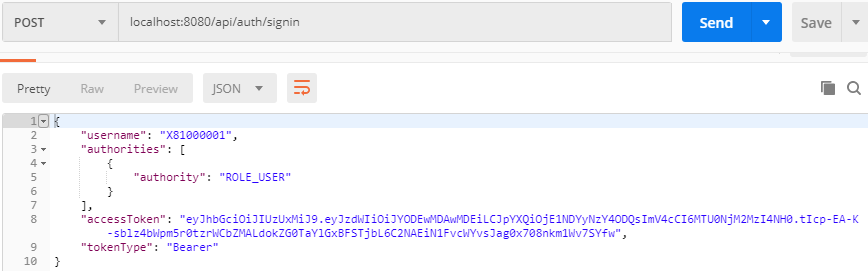 POST localhost:8080/api/auth/signin Send Save
Pretty Raw Preview JSON
1 {
2 "username": "X81000001",
3 "authorities": [
4 {
5 "authority": "ROLE_USER"
6 }
7 ],
8 "accessToken": "eyJhbGciOiJIUzUxMiJ9.eyJzdWIiOiJYODEwMDAwMDEiLCJpYXQiOjE1NDYyNzY4ODQsImV4cCI6MTU0NjM2MzI4NH0.tIcp-EA-K
-sblz4bWpm5r0tzrWCbZMALdokZG0TaYlGxBFSTjbL6C2NAEiN1FvcWYvsJag0x708nkm1Wv7SYfw",
9 "tokenType": "Bearer"
10 }